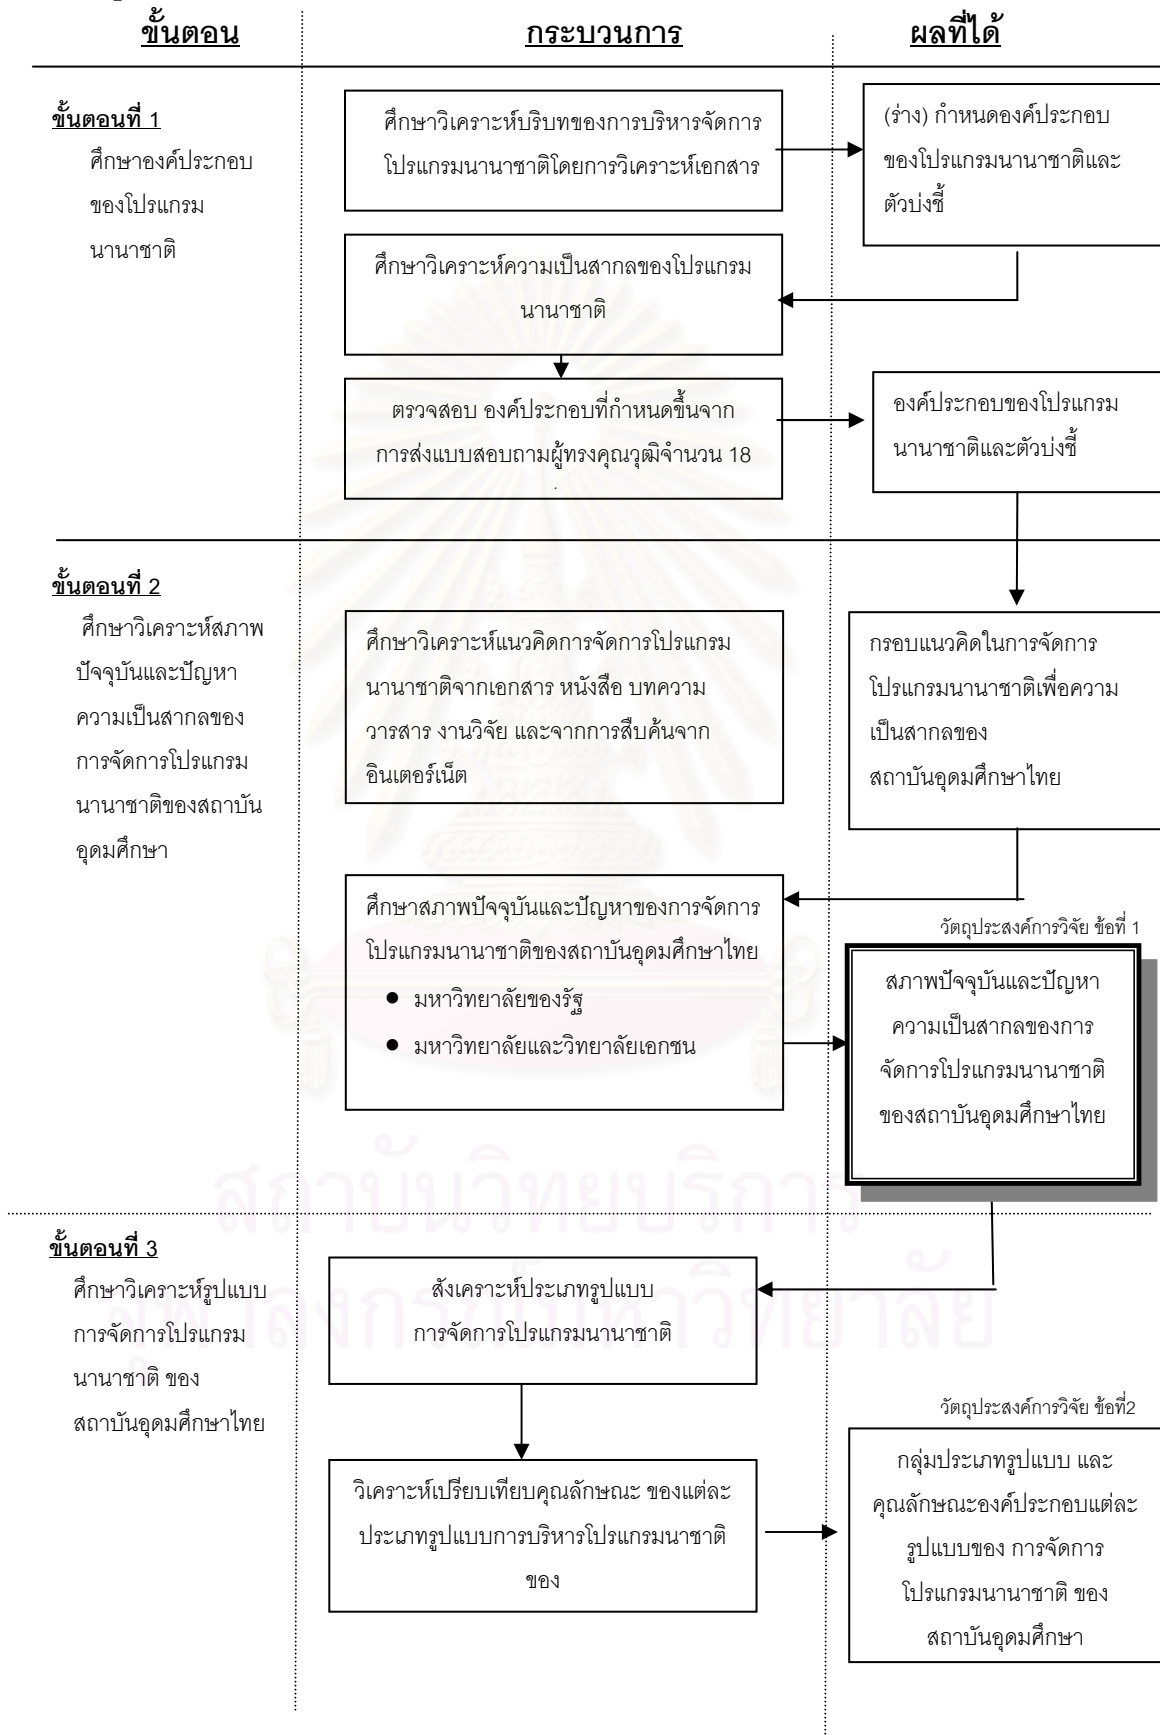 ขั้นตอน กระบวนการ ผลที่ได้
ขั้นตอนที่ 1
ศึกษาองค์ประกอบ
ของโปรแกรม
นานาชาติ
ศึกษาวิเคราะห์บริบทของการบริหารจัดการ
โปรแกรมนานาชาติโดยการวิเคราะห์เอกสาร
(ร่าง) กำหนดองค์ประกอบ
ของโปรแกรมนานาชาติและ
ตัวบ่งชี้
ศึกษาวิเคราะห์ความเป็นสากลของโปรแกรม
นานาชาติ
ตรวจสอบ องค์ประกอบที่กำหนดขึ้นจาก
การส่งแบบสอบถามผู้ทรงคุณวุฒิจำนวน 18
องค์ประกอบของโปรแกรม
นานาชาติและตัวบ่งชี้
ขั้นตอนที่ 2
ศึกษาวิเคราะห์สภาพ
ปัจจุบันและปัญหา
ความเป็นสากลของ
การจัดการโปรแกรม
นานาชาติของสถาบัน
อุดมศึกษา
ศึกษาวิเคราะห์แนวคิดการจัดการโปรแกรม
นานาชาติจากเอกสาร หนังสือ บทความ
วารสาร งานวิจัย และจากการสืบค้นจาก
อินเตอร์เน็ต
กรอบแนวคิดในการจัดการ
โปรแกรมนานาชาติเพื่อความ
เป็นสากลของ
สถาบันอุดมศึกษาไทย
ศึกษาสภาพปัจจุบันและปัญหาของการจัดการ
โปรแกรมนานาชาติของสถาบันอุดมศึกษาไทย
● มหาวิทยาลัยของรัฐ
● มหาวิทยาลัยและวิทยาลัยเอกชน
วัตถุประสงค์การวิจัย ข้อที่ 1
สภาพปัจจุบันและปัญหา
ความเป็นสากลของการ
จัดการโปรแกรมนานาชาติ
ของสถาบันอุดมศึกษาไทย
สถาบันวิทยบริการ
จุฬาลงกรณ์มหาวิทยาลัย
ขั้นตอนที่ 3
ศึกษาวิเคราะห์รูปแบบ
การจัดการโปรแกรม
นานาชาติ ของ
สถาบันอุดมศึกษาไทย
สังเคราะห์ประเภทรูปแบบ
การจัดการโปรแกรมนานาชาติ
วิเคราะห์เปรียบเทียบคุณลักษณะ ของแต่ละ
ประเภทรูปแบบการบริหารโปรแกรมนาชาติ
ของ
วัตถุประสงค์การวิจัย ข้อที่2
กลุ่มประเภทรูปแบบ และ
คุณลักษณะองค์ประกอบแต่ละ
รูปแบบของ การจัดการ
โปรแกรมนานาชาติ ของ
สถาบันอุดมศึกษา